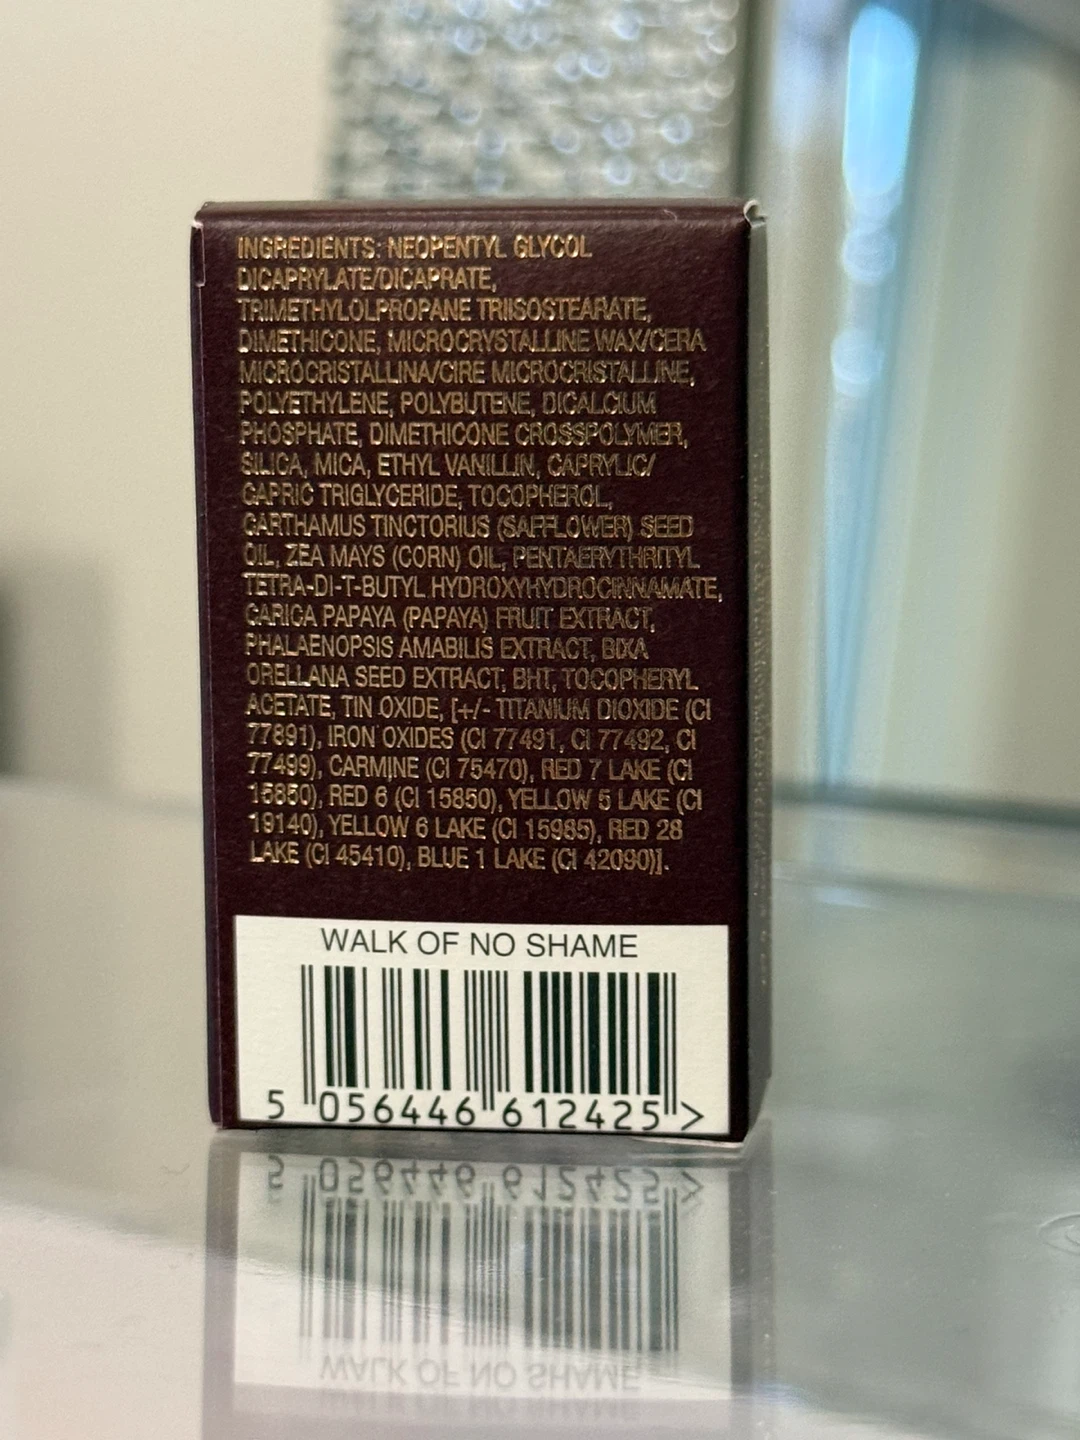 INGREDIENTS: NEOPENTYL GLYCOL
DICAPRYLATE/DICAPRATE,
TRIMETHYLOLPROPANE TRIISOSTEARATE,
DIMETHICONE, MICROCRYSTALLINE WAX/CERA
MICROCRISTALLINA/CIRE MICROCRISTALLINE,
POLYETHYLENE, POLYBUTENE, DICALCIUM
PHOSPHATE, DIMETHICONE CROSSPOLYMER,
SILICA, MICA, ETHYL VANILLIN, CAPRYLIC/
CAPRIC TRIGLYCERIDE, TOCOPHEROL,
CARTHAMUS TINCTORIUS (SAFFLOWER) SEED
OIL, ZEA MAYS (CORN) OIL, PENTAERYTHRITYL
TETRA-DI-T-BUTYL HYDROXYHYDROCINNAMATE,
CARICA PAPAYA (PAPAYA) FRUIT EXTRACT,
PHALAENOPSIS AMABILIS EXTRACT, BIXA
ORELLANA SEED EXTRACT, BHT, TOCOPHERYL
ACETATE, TIN OXIDE, [+/- TITANIUM DIOXIDE (CI
77891), IRON OXIDES (CI 77491, CI 77492, CI
77499), CARMINE (CI 75470), RED 7 LAKE (CI
15850), RED 6 (CI 15850), YELLOW 5 LAKE (CI
19140), YELLOW 6 LAKE (CI 15985), RED 28
LAKE (CI 45410), BLUE 1 LAKE (CI 42090)].
WALK OF NO SHAME
5 056446 612425 >